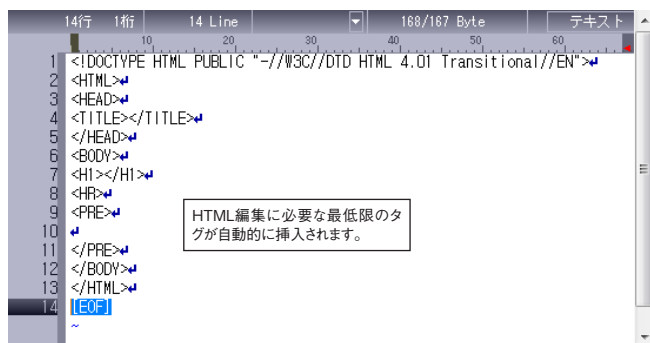 14行 1桁 14 Line 168/167 Byte テキスト
10 20 30 40 50 60
1 <!DOCTYPE HTML PUBLIC "-//W3C//DTD HTML 4.01 Transitional//EN">↵
2 <HTML>↵
3 <HEAD>↵
4 <TITLE></TITLE>↵
5 </HEAD>↵
6 <BODY>↵
7 <H1></H1>↵
8 <HR>↵
9 <PRE>↵
HTML編集に必要な最低限のタ
グが自動的に挿入されます。
10 ↵
11 </PRE>↵
12 </BODY>↵
13 </HTML>↵
14 [EOF]
~